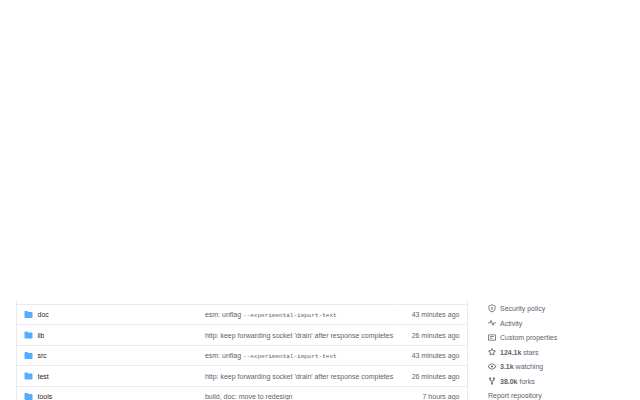 doc esm: unflag --experimental-import-text 43 minutes ago
lib http: keep forwarding socket 'drain' after response completes 26 minutes ago
src esm: unflag --experimental-import-text 43 minutes ago
test http: keep forwarding socket 'drain' after response completes 26 minutes ago
tools build, doc: move to redesign 7 hours ago
Security policy
Activity
Custom properties
124.1k stars
3.1k watching
38.0k forks
Report repository